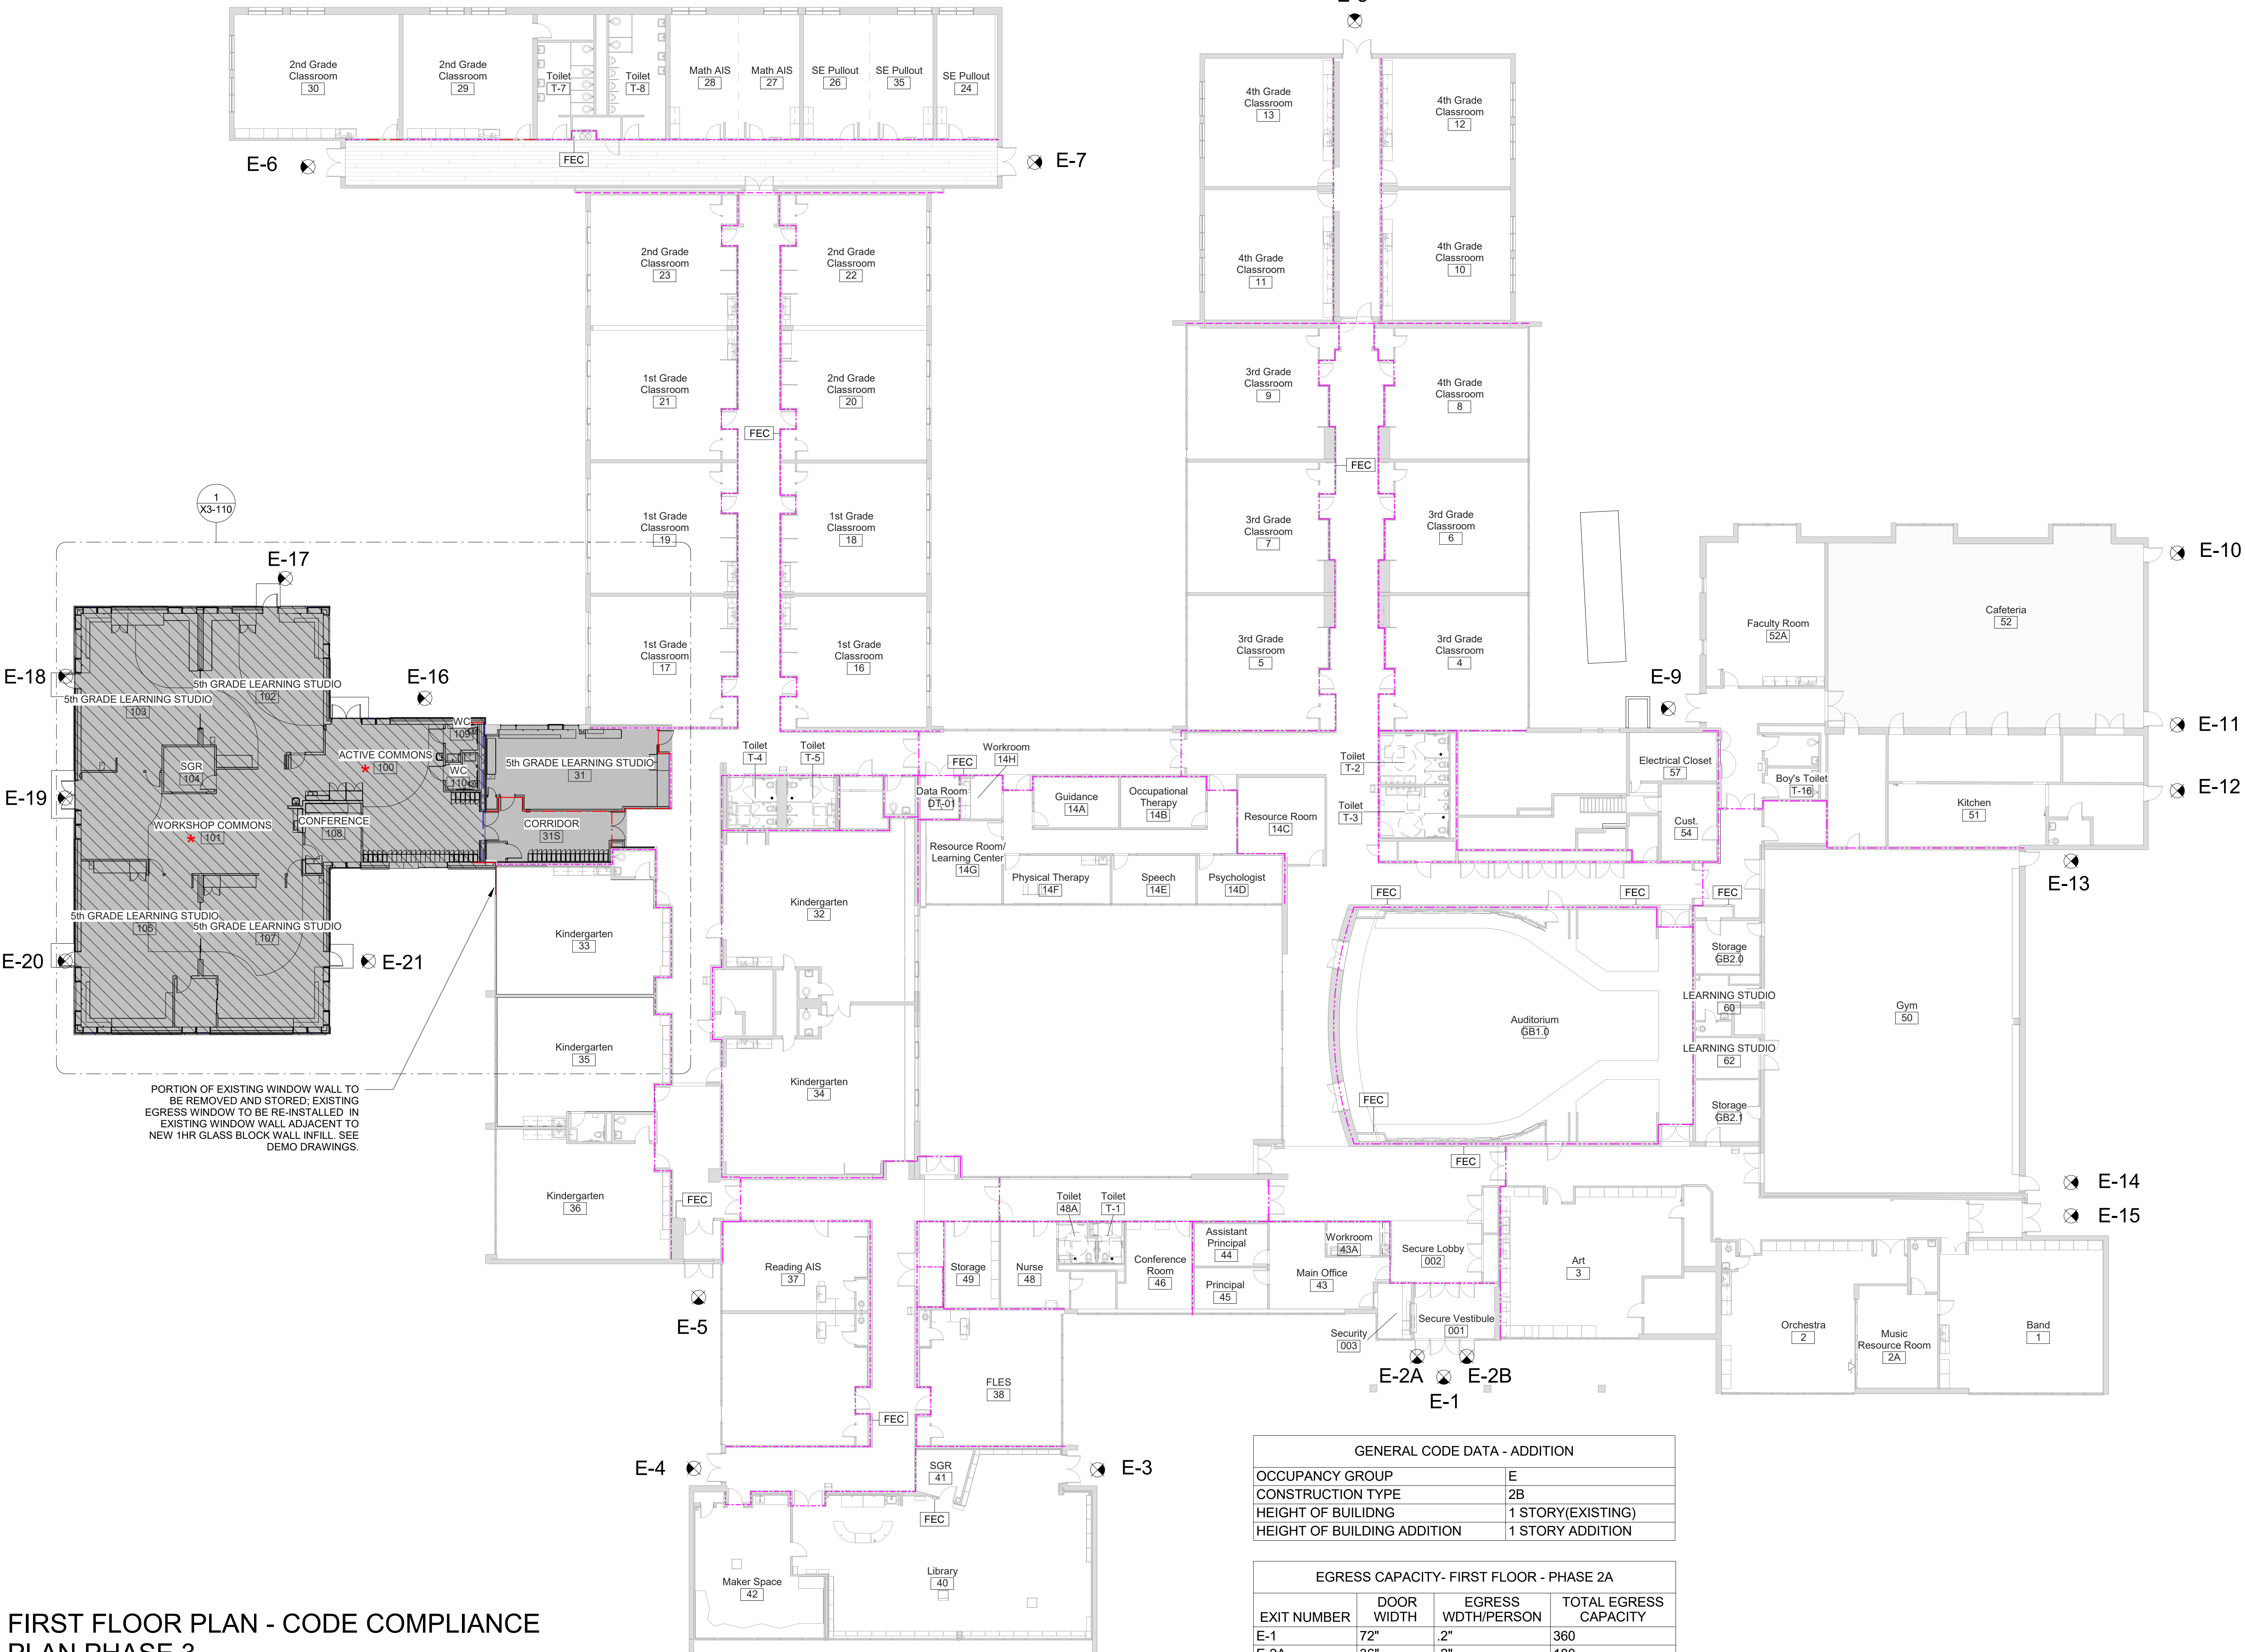 2nd Grade
Classroom
30
2nd Grade
Classroom
29
Toilet
T-7
Toilet
T-8
Math AIS
28
Math AIS
27
SE Pullout
26
SE Pullout
35
SE Pullout
24
E-6
FEC
E-7
4th Grade
Classroom
13
4th Grade
Classroom
12
4th Grade
Classroom
11
4th Grade
Classroom
10
2nd Grade
Classroom
23
2nd Grade
Classroom
22
1st Grade
Classroom
21
2nd Grade
Classroom
20
FEC
1st Grade
Classroom
19
1st Grade
Classroom
18
1st Grade
Classroom
17
1st Grade
Classroom
16
3rd Grade
Classroom
9
4th Grade
Classroom
8
FEC
3rd Grade
Classroom
7
3rd Grade
Classroom
6
3rd Grade
Classroom
5
3rd Grade
Classroom
4
1
X3-110
E-17
E-18
E-16
E-19
E-20
E-21
5th GRADE LEARNING STUDIO
102
5th GRADE LEARNING STUDIO
103
SGR
104
ACTIVE COMMONS
* 100
WC
109
WC
110
5th GRADE LEARNING STUDIO
31
CORRIDOR
31S
CONFERENCE
108
WORKSHOP COMMONS
* 101
5th GRADE LEARNING STUDIO
105
5th GRADE LEARNING STUDIO
107
PORTION OF EXISTING WINDOW WALL TO
BE REMOVED AND STORED; EXISTING
EGRESS WINDOW TO BE RE-INSTALLED IN
EXISTING WINDOW WALL ADJACENT TO
NEW 1HR GLASS BLOCK WALL INFILL. SEE
DEMO DRAWINGS.
Kindergarten
33
Kindergarten
35
Kindergarten
36
Kindergarten
32
Kindergarten
34
Toilet
T-4
Toilet
T-5
FEC
Workroom
14H
Data Room
DT-01
Guidance
14A
Occupational
Therapy
14B
Resource Room
14C
Resource Room/
Learning Center
14G
Physical Therapy
14F
Speech
14E
Psychologist
14D
Toilet
T-2
Toilet
T-3
Electrical Closet
57
Cust.
54
E-9
Faculty Room
52A
Cafeteria
52
E-10
E-11
E-12
Boy's Toilet
T-16
Kitchen
51
E-13
FEC
FEC
FEC
Storage
GB2.0
LEARNING STUDIO
60
LEARNING STUDIO
62
Storage
GB2.1
Auditorium
GB1.0
FEC
FEC
Gym
50
E-14
E-15
FEC
E-5
Reading AIS
37
Storage
49
Nurse
48
Toilet
48A
Toilet
T-1
Conference
Room
46
Assistant
Principal
44
Principal
45
Workroom
43A
Main Office
43
Secure Lobby
002
Secure Vestibule
001
Security
003
Art
3
Orchestra
2
Music
Resource Room
2A
Band
1
E-2A
E-2B
E-1
FLES
38
FEC
E-4
E-3
SGR
41
FEC
Maker Space
42
Library
40
GENERAL CODE DATA - ADDITION
OCCUPANCY GROUP E
CONSTRUCTION TYPE 2B
HEIGHT OF BUILIDNG 1 STORY(EXISTING)
HEIGHT OF BUILDING ADDITION 1 STORY ADDITION
EGRESS CAPACITY- FIRST FLOOR - PHASE 2A
EXIT NUMBER DOOR WIDTH EGRESS WDTH/PERSON TOTAL EGRESS CAPACITY
E-1 72" .2" 360
FIRST FLOOR PLAN - CODE COMPLIANCE
PLAN PHASE 3